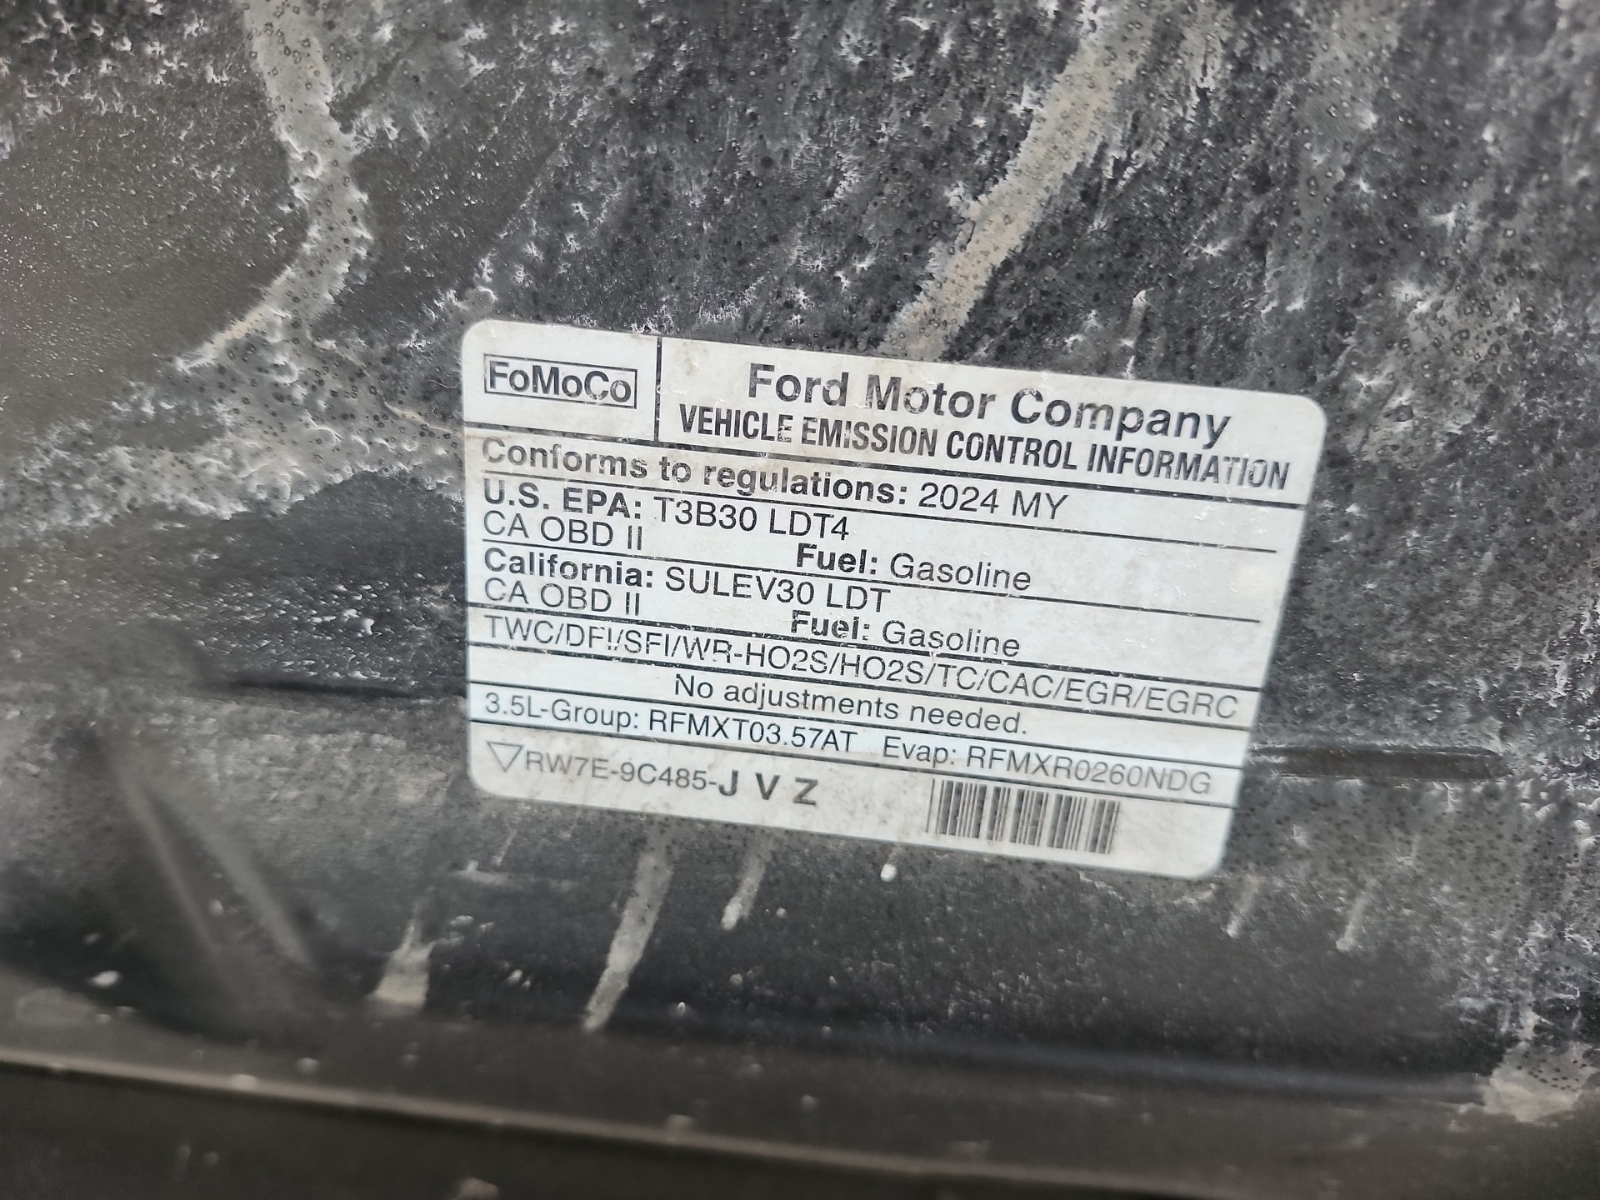 FoMoCo
Ford Motor Company
VEHICLE EMISSION CONTROL INFORMATION
Conforms to regulations: 2024 MY
U.S. EPA: T3B30 LDT4
CA OBD II Fuel: Gasoline
California: SULEV30 LDT
CA OBD II Fuel: Gasoline
TWC/DFI/SFI/WR-HO2S/HO2S/TC/CAC/EGR/EGRC
No adjustments needed.
3.5L-Group: RFMXT03.57AT Evap: RFMXR0260NDG
▽RW7E-9C485-J V Z